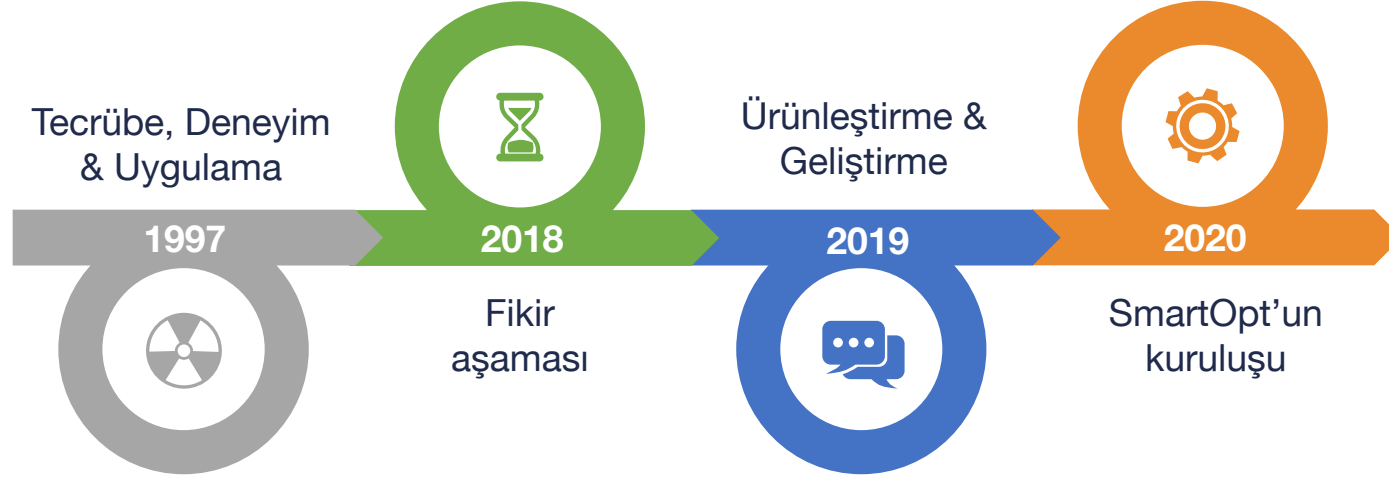 Tecrübe, Deneyim
& Uygulama
1997
2018
Fikir
aşaması
Ürünleştirme &
Geliştirme
2019
2020
SmartOpt’un
kuruluşu